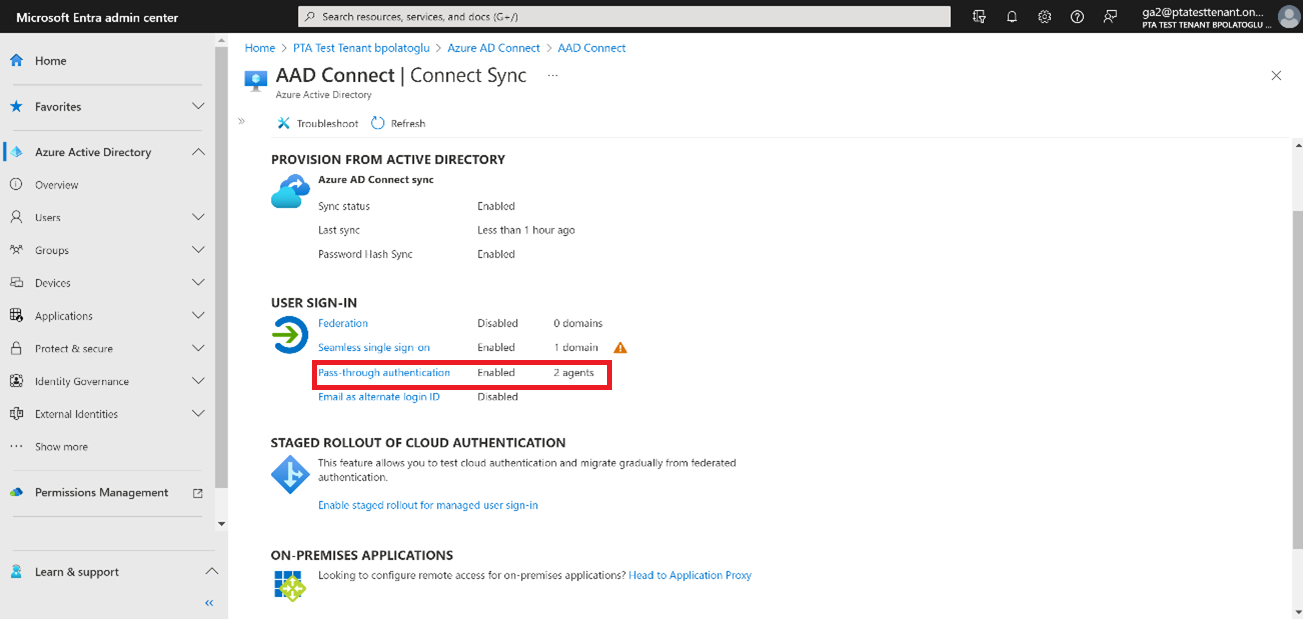 Microsoft Entra admin center
Search resources, services, and docs (G+/)
ga2@ptatesttenant.on...
PTA TEST TENANT BPOLATOGLU ...
Home
Favorites
Azure Active Directory
Overview
Users
Groups
Devices
Applications
Protect & secure
Identity Governance
External Identities
Show more
Permissions Management
Learn & support
Home > PTA Test Tenant bpolatoglu > Azure AD Connect > AAD Connect
AAD Connect | Connect Sync ...
Azure Active Directory
Troubleshoot Refresh
PROVISION FROM ACTIVE DIRECTORY
Azure AD Connect sync
Sync status Enabled
Last sync Less than 1 hour ago
Password Hash Sync Enabled
USER SIGN-IN
Federation Disabled 0 domains
Seamless single sign-on Enabled 1 domain
Pass-through authentication Enabled 2 agents
Email as alternate login ID Disabled
STAGED ROLLOUT OF CLOUD AUTHENTICATION
This feature allows you to test cloud authentication and migrate gradually from federated
authentication.
Enable staged rollout for managed user sign-in
ON-PREMISES APPLICATIONS
Looking to configure remote access for on-premises applications? Head to Application Proxy